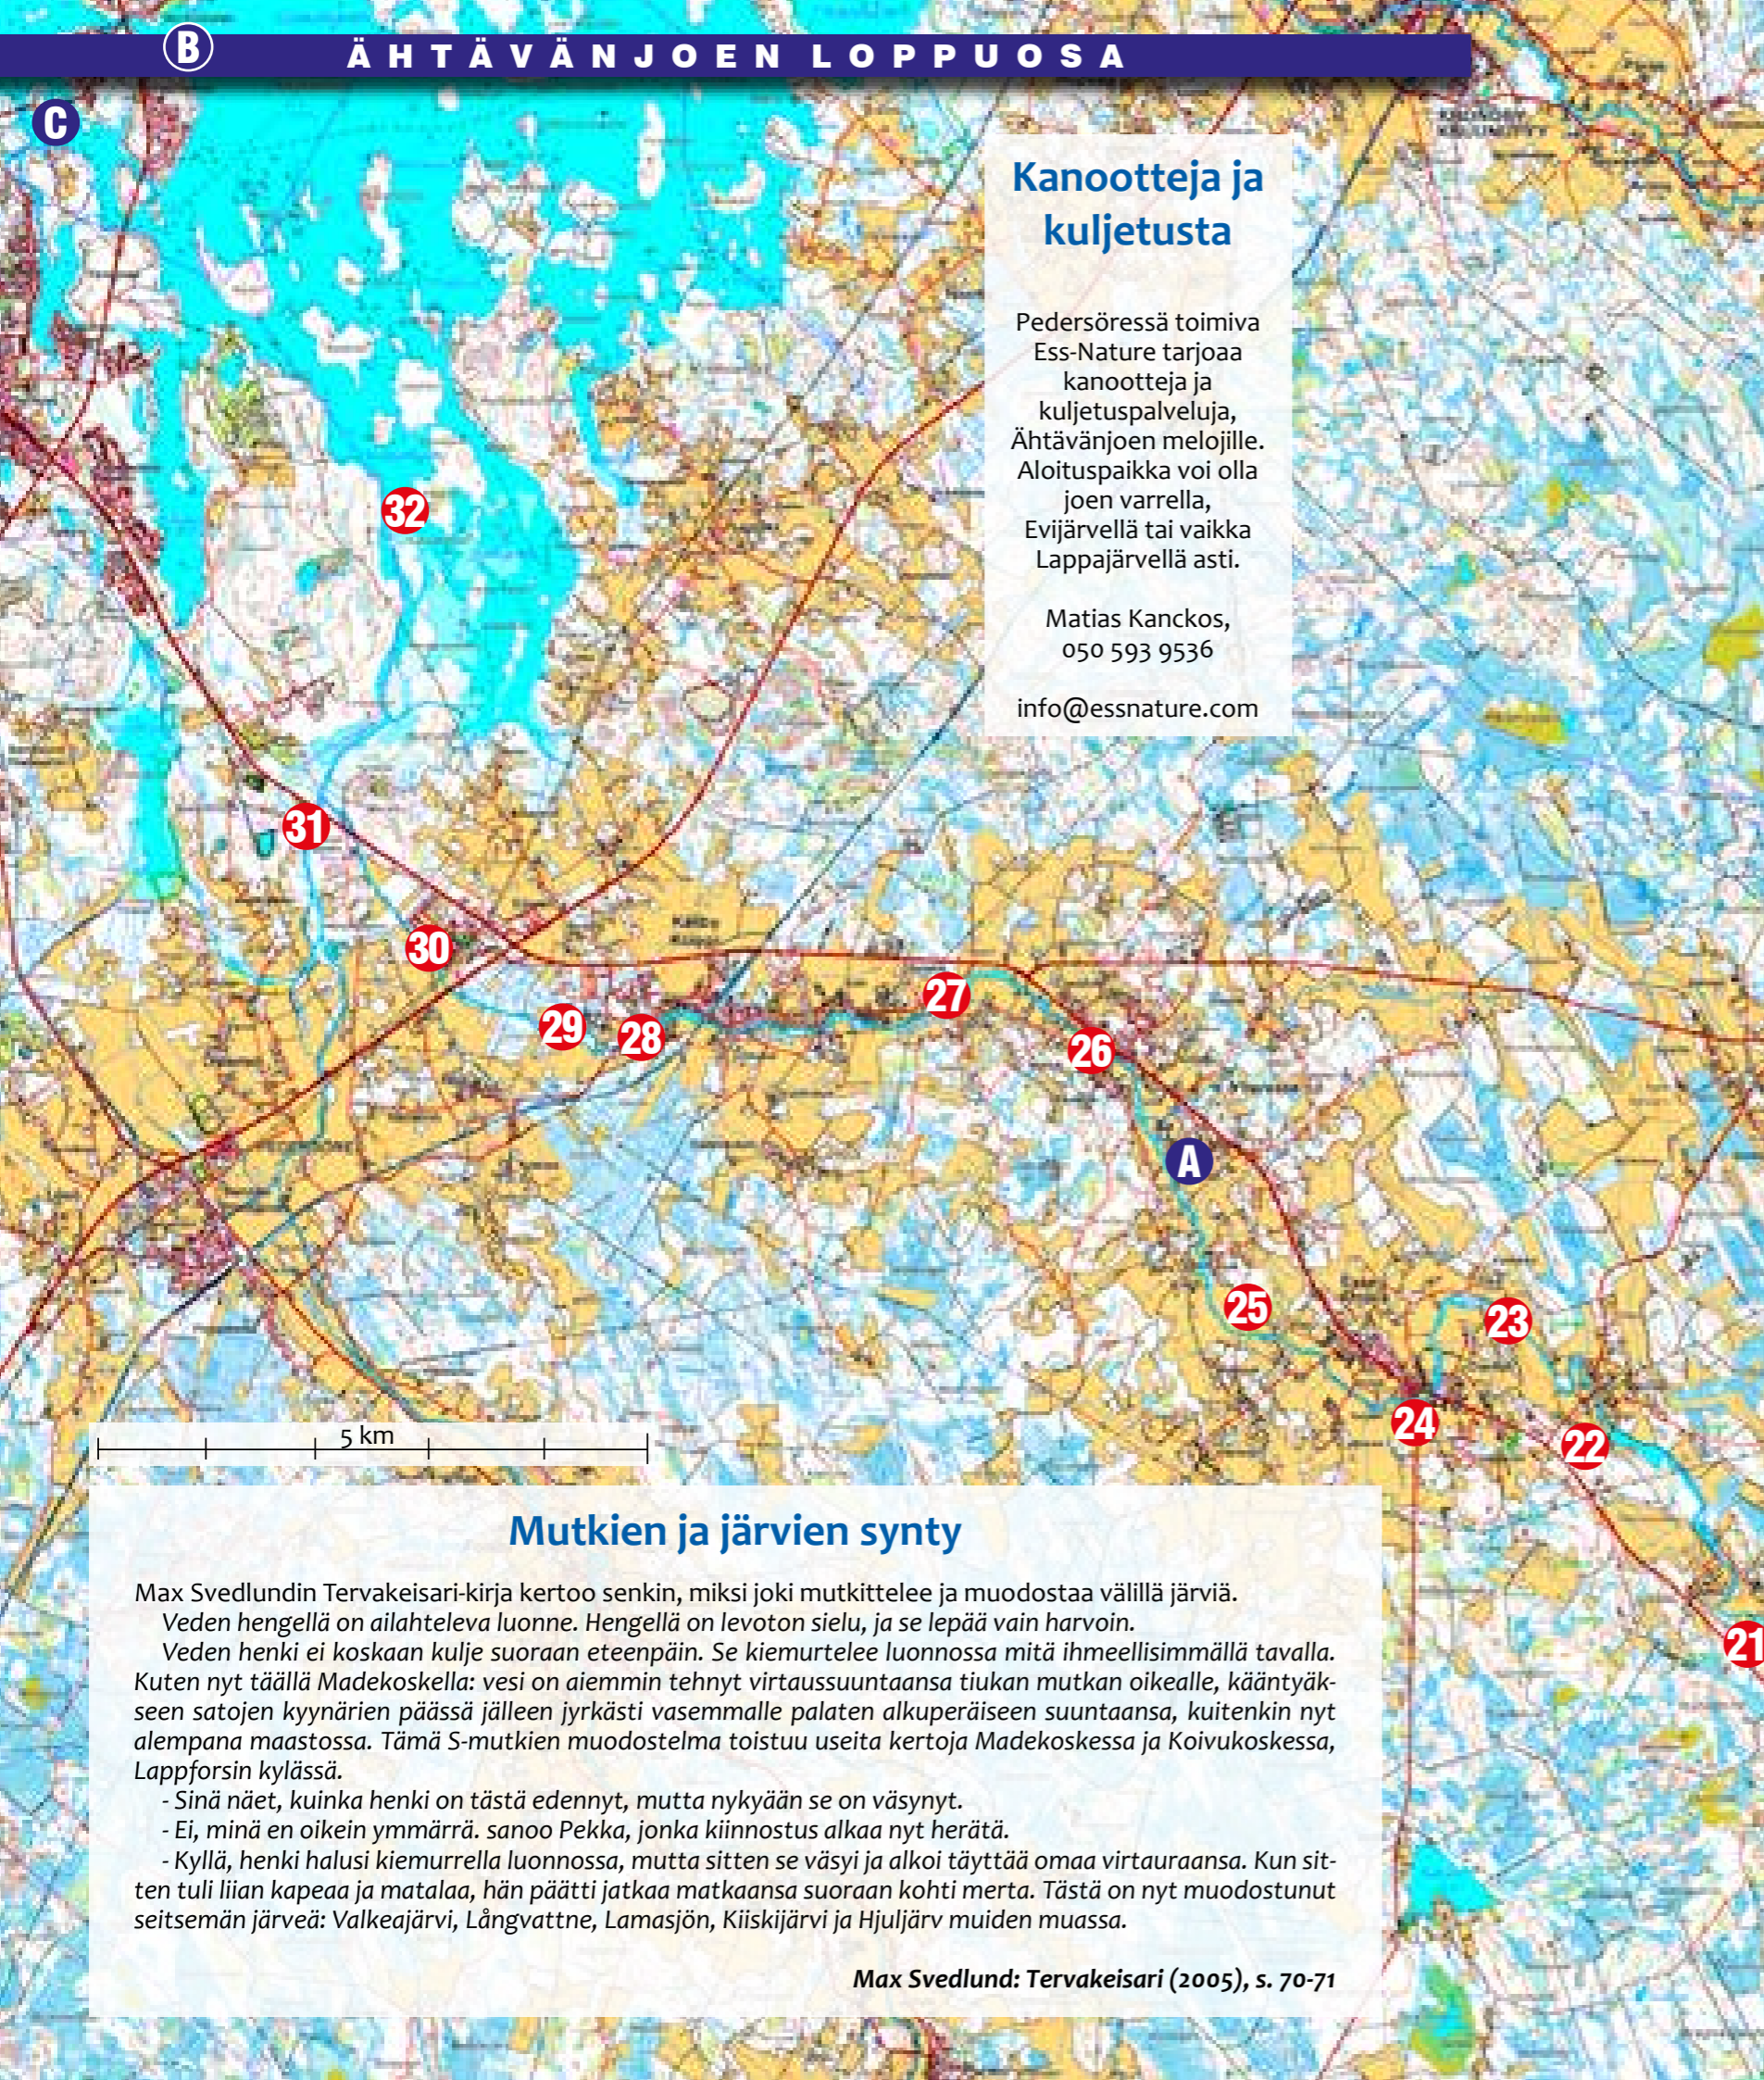 B
ÄHTÄVÄNJOEN LOPPUOSA
C
Kanootteja ja
kuljetusta
Pedersöressä toimiva
Ess-Nature tarjoaa
kanootteja ja
kuljetuspalveluja,
Ähtävänjoen melojille.
Aloituspaikka voi olla
joen varrella,
Evijärvellä tai vaikka
Lappajärvellä asti.
Matias Kanckos,
050 593 9536
info@essnature.com
32
31
30
29
28
27
26
A
25
23
24
22
21
5 km
Mutkien ja järvien synty
Max Svedlundin Tervakeisari-kirja kertoo senkin, miksi joki mutkittelee ja muodostaa välillä järviä.
Veden hengellä on ailahteleva luonne. Hengellä on levoton sielu, ja se lepää vain harvoin.
Veden henki ei koskaan kulje suoraan eteenpäin. Se kiemurtelee luonnossa mitä ihmeellisimmällä tavalla.
Kuten nyt täällä Madekoskella: vesi on aiemmin tehnyt virtaussuuntaansa tiukan mutkan oikealle, kääntyäk-
seen satojen kyynärien päässä jälleen jyrkästi vasemmalle palaten alkuperäiseen suuntaansa, kuitenkin nyt
alempana maastossa. Tämä S-mutkien muodostelma toistuu useita kertoja Madekoskessa ja Koivukoskessa,
Lappforsin kylässä.
- Sinä näet, kuinka henki on tästä edennyt, mutta nykyään se on väsynyt.
- Ei, minä en oikein ymmärrä. sanoo Pekka, jonka kiinnostus alkaa nyt herätä.
- Kyllä, henki halusi kiemurrella luonnossa, mutta sitten se väsyi ja alkoi täyttää omaa virtauraansa. Kun sit-
ten tuli liian kapeaa ja matalaa, hän päätti jatkaa matkaansa suoraan kohti merta. Tästä on nyt muodostunut
seitsemän järveä: Valkeajärvi, Långvattne, Lamasjön, Kiiskijärvi ja Hjuljärv muiden muassa.
Max Svedlund: Tervakeisari (2005), s. 70-71